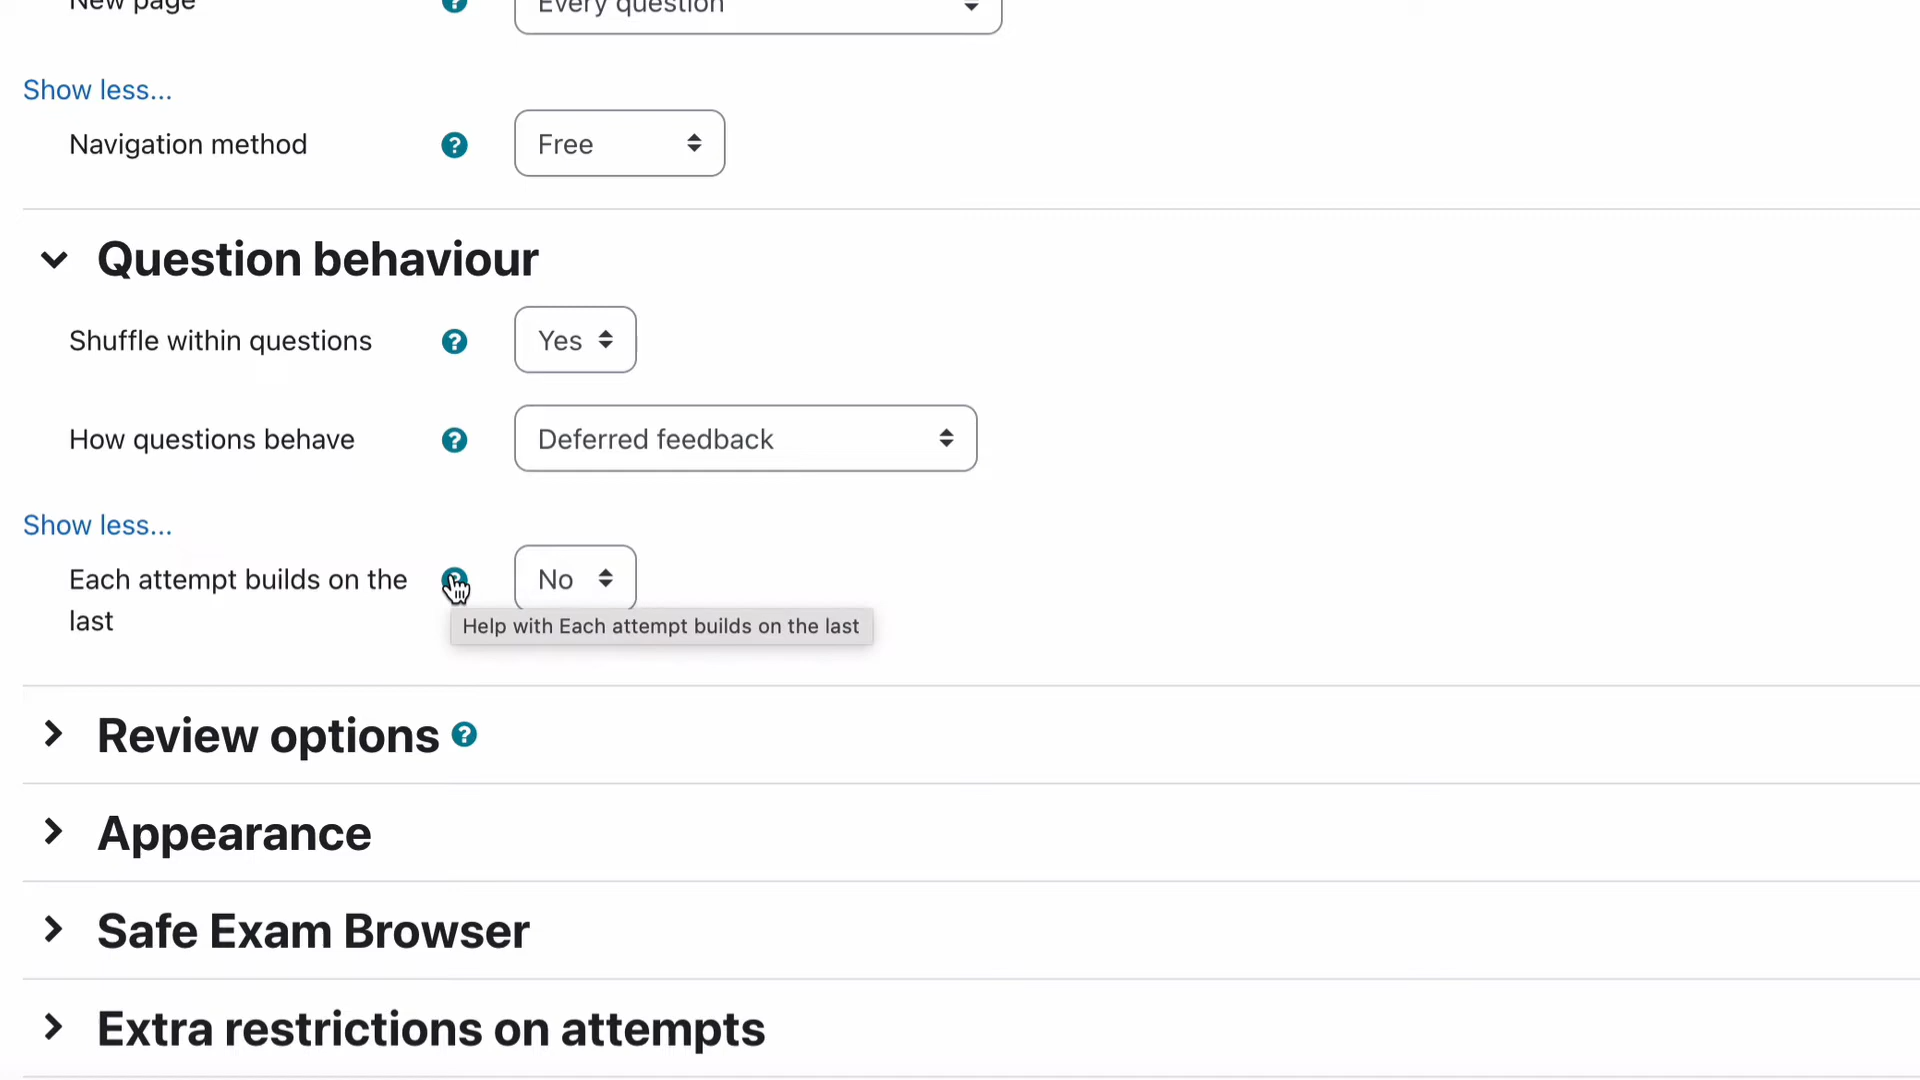 New page
Every question
Show less...
Navigation method
Free
Question behaviour
Shuffle within questions
Yes
How questions behave
Deferred feedback
Show less...
Each attempt builds on the
last
No
Help with Each attempt builds on the last
Review options
Appearance
Safe Exam Browser
Extra restrictions on attempts